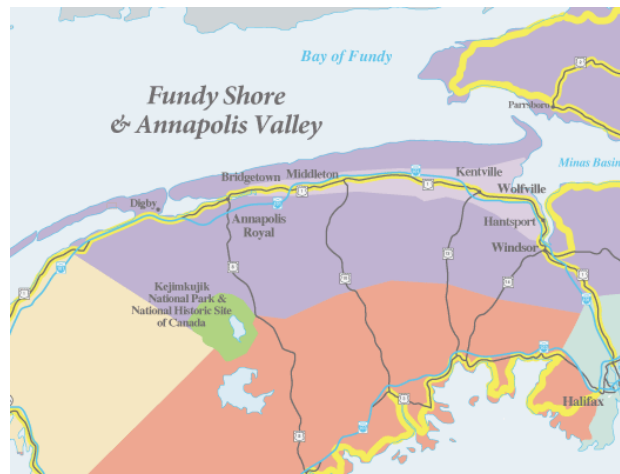 Bay of Fundy
Fundy Shore
& Annapolis Valley
Parrsboro
Minas Basin
Bridgetown
Middleton
Kentville
Wolfville
Digby
Annapolis
Royal
Hantsport
Windsor
Kejimkujik
National Park &
National Historic Site
of Canada
Halifax